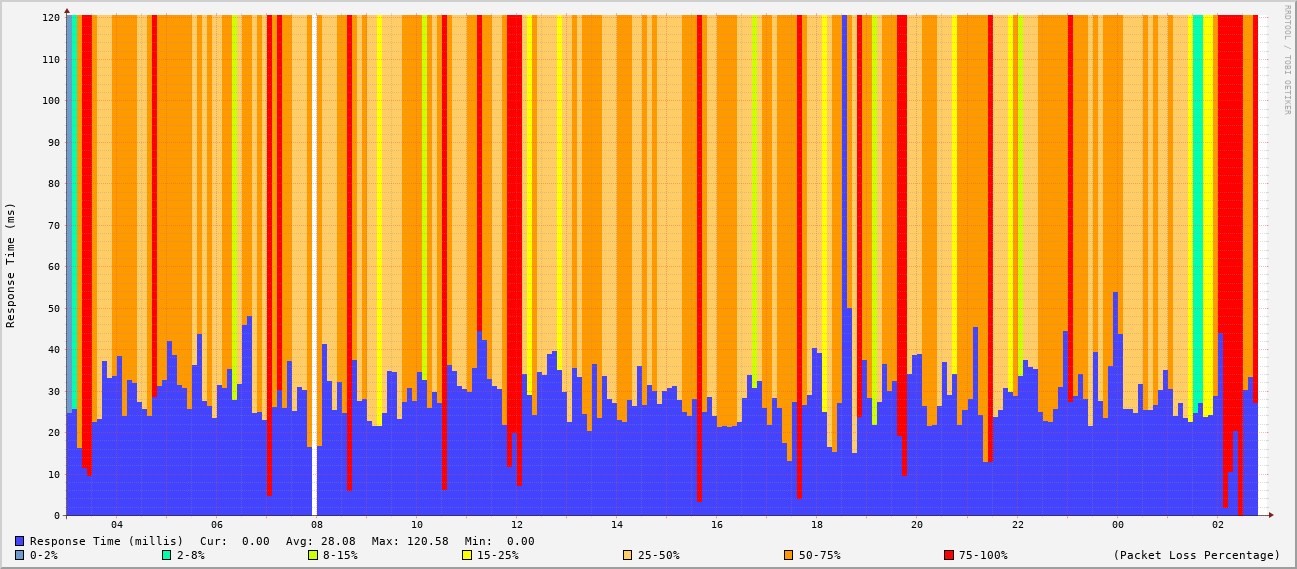 RRDTOOL / TOBI OETIKER
120
110
100
90
80
70
60
50
40
30
20
10
0
Response Time (ms)
04 06 08 10 12 14 16 18 20 22 00 02
Response Time (millis) Cur: 0.00 Avg: 28.08 Max: 120.58 Min: 0.00
0-2% 2-8% 8-15% 15-25% 25-50% 50-75% 75-100% (Packet Loss Percentage)